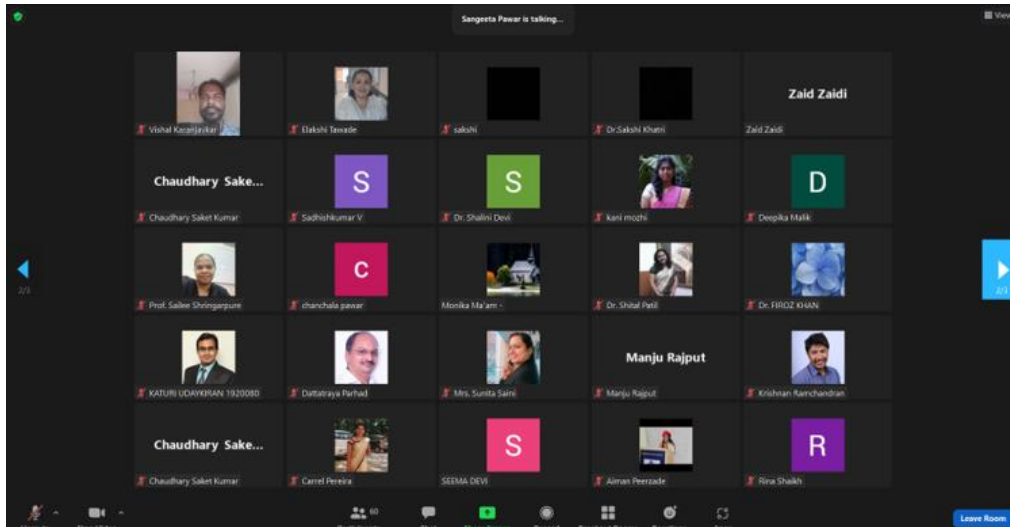 Sangeeta Pawar is talking...
View
Vishal Karanjavkar
Elakshi Tawade
sakshi
Dr.Sakshi Khatri
Zaid Zaidi
Zaid Zaidi
Chaudhary Sake...
Chaudhary Saket Kumar
S
Sadhishkumar V
S
Dr. Shalini Devi
kani mozhi
D
Deepika Malik
2/3
Prof. Sailee Shringarpure
c
chanchala pawar
Monika Ma'am -
Dr. Shital Patil
Dr. FIROZ KHAN
2/3
KATURI UDAYKIRAN 1920080
Dattatraya Parhad
Mrs. Sunita Saini
Manju Rajput
Manju Rajput
Krishnan Ramchandran
Chaudhary Sake...
Chaudhary Saket Kumar
Carrel Pereira
S
SEEMA DEVI
Aiman Peerzade
R
Rina Shaikh
60
Leave Room